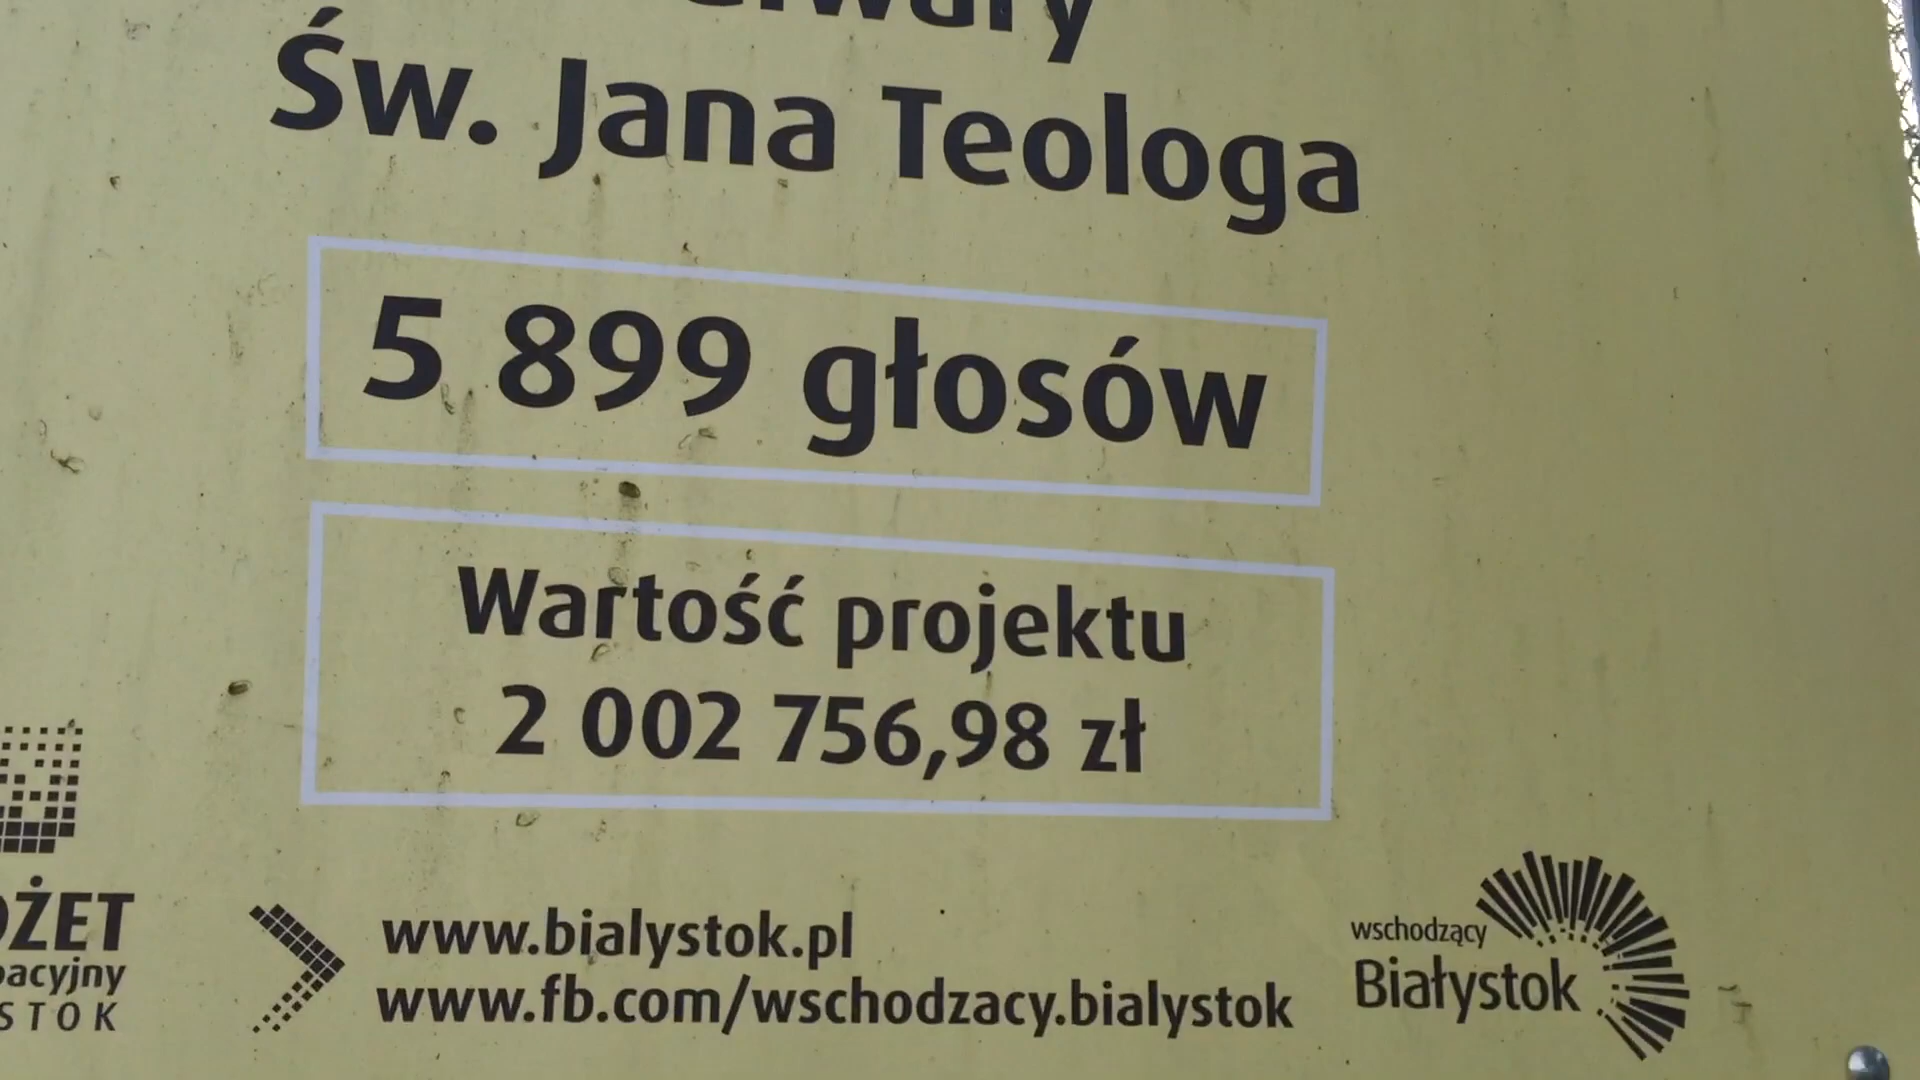 Św. Jana Teologa
5 899 głosów
Wartość projektu
2 002 756,98 zł
www.bialystok.pl
www.fb.com/wschodzacy.bialystok
wschodzący
Białystok